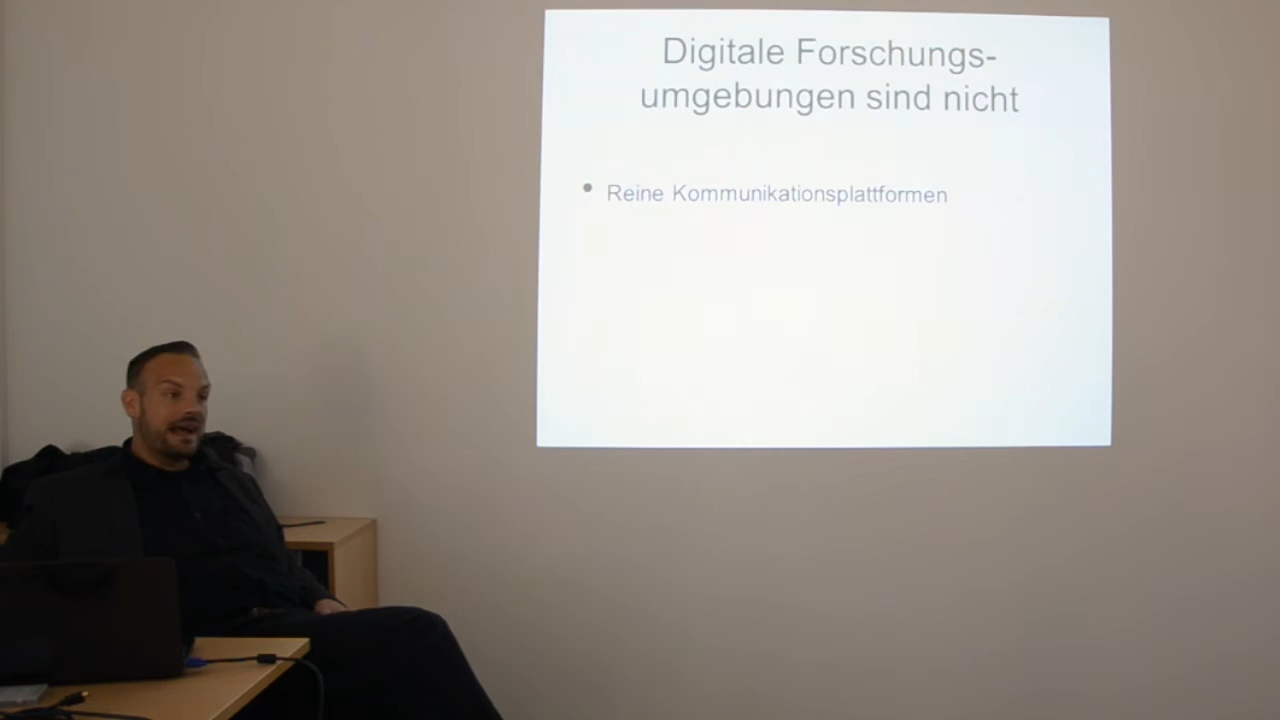 Digitale Forschungs-
umgebungen sind nicht
• Reine Kommunikationsplattformen